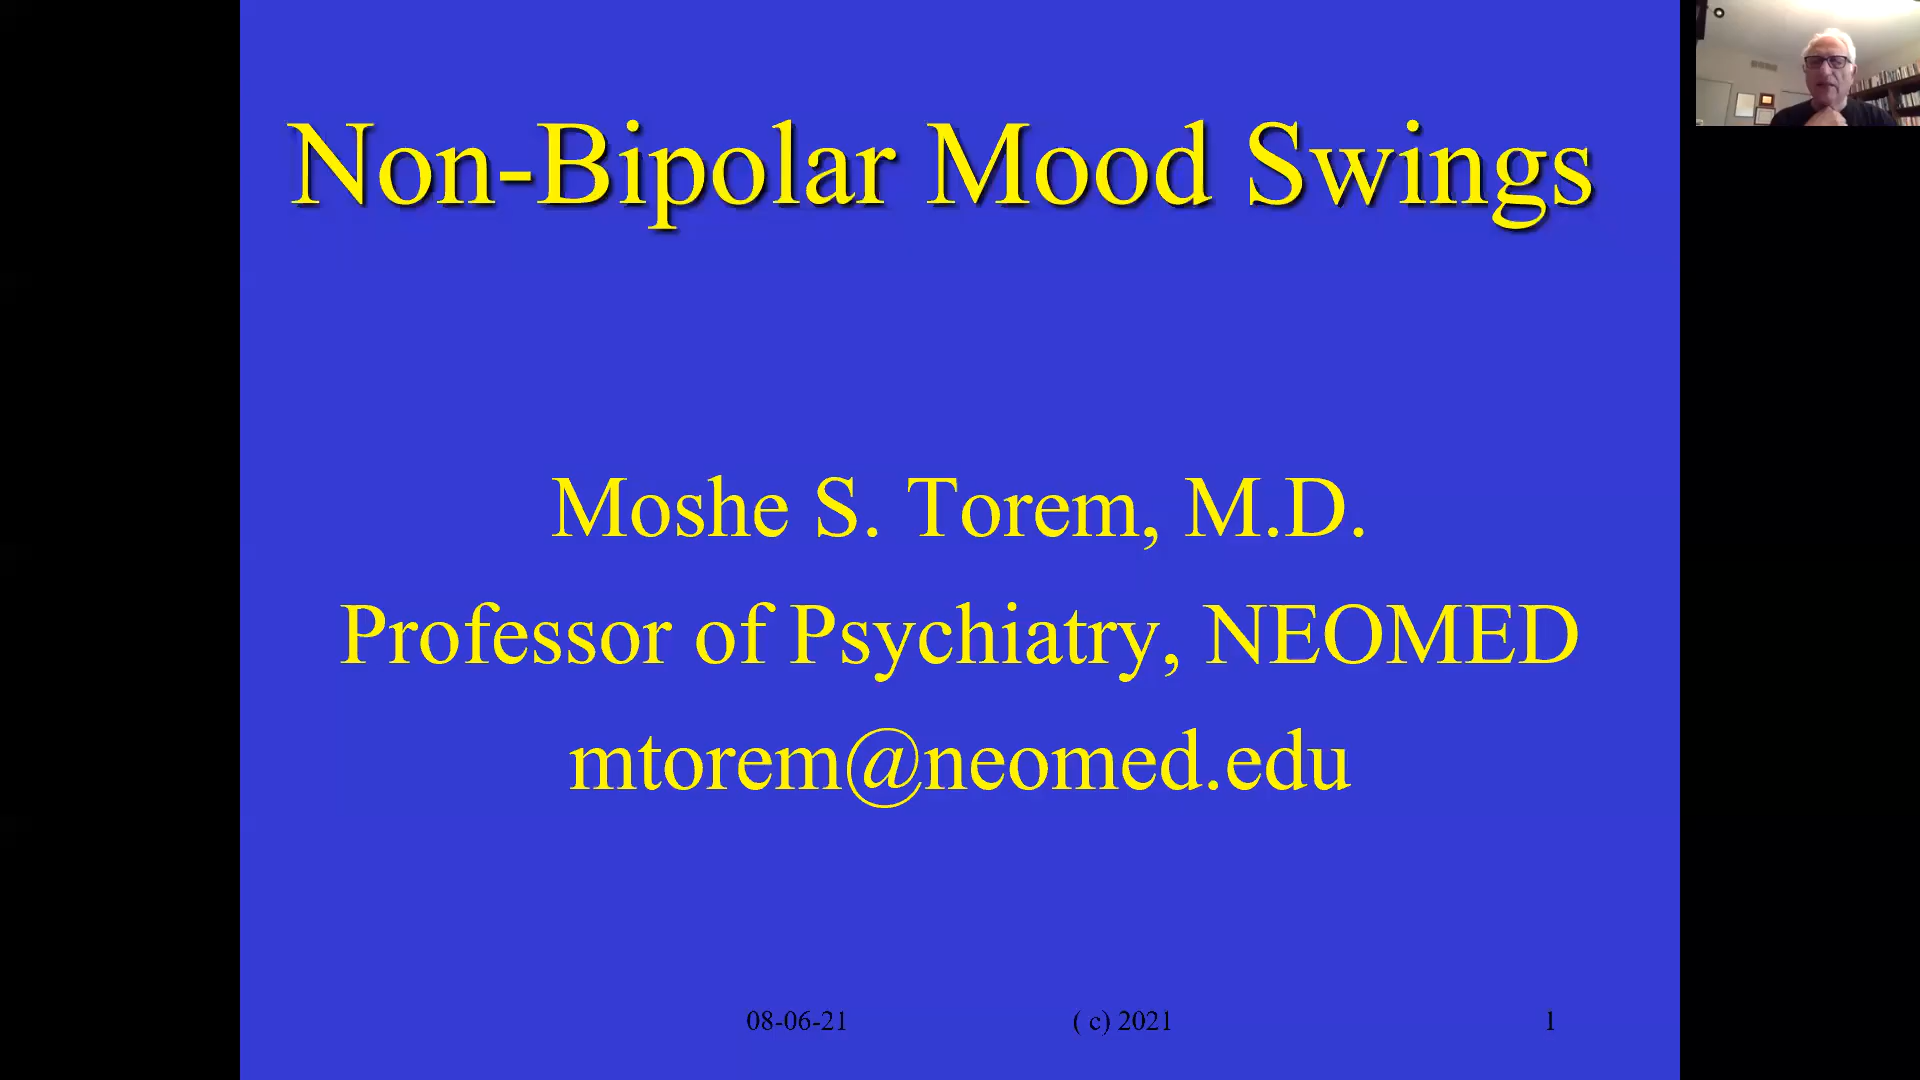 Non-Bipolar Mood Swings
Moshe S. Torem, M.D.
Professor of Psychiatry, NEOMED
mtorem@neomed.edu
08-06-21
( c) 2021
1